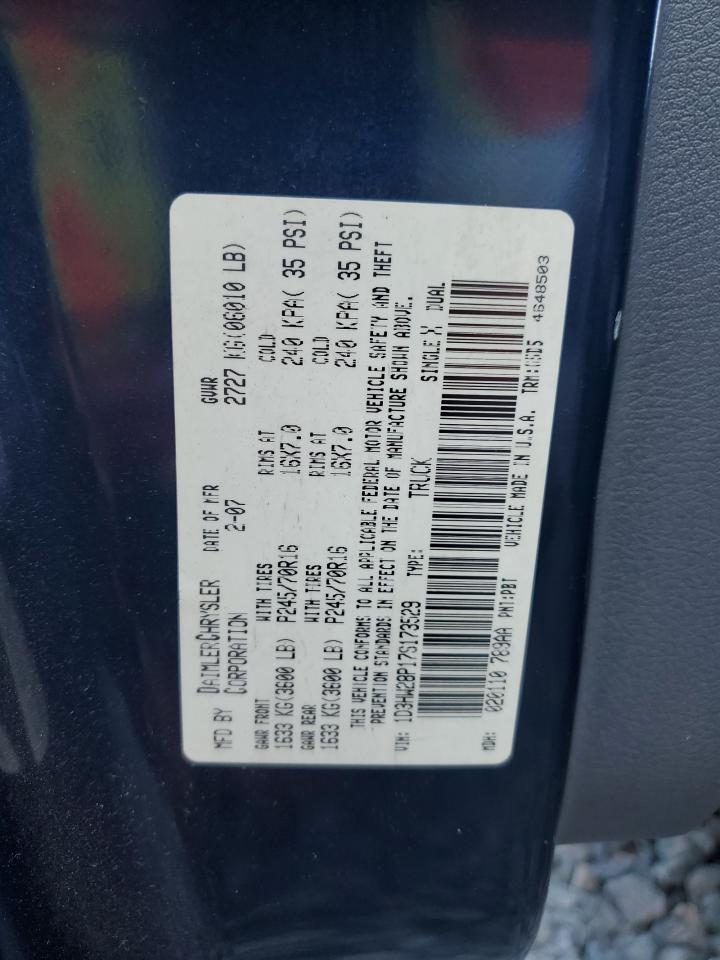 MFD BY DAIMLERCHRYSLER CORPORATION DATE OF MFR 2-07 GVWR 2727 KG(06010 LB)
GAWR FRONT WITH TIRES RIMS AT COLD
1633 KG(3600 LB) P245/70R16 16X7.0 240 KPA( 35 PSI)
GAWR REAR WITH TIRES RIMS AT COLD
1633 KG(3600 LB) P245/70R16 16X7.0 240 KPA( 35 PSI)
THIS VEHICLE CONFORMS TO ALL APPLICABLE FEDERAL MOTOR VEHICLE SAFETY AND THEFT
PREVENTION STANDARDS IN EFFECT ON THE DATE OF MANUFACTURE SHOWN ABOVE.
VIN: 1D3HW28P17S173529 TYPE: TRUCK SINGLE X DUAL
MDH: 020110 789AA PNT:PBT VEHICLE MADE IN U.S.A. TRM: 4648503